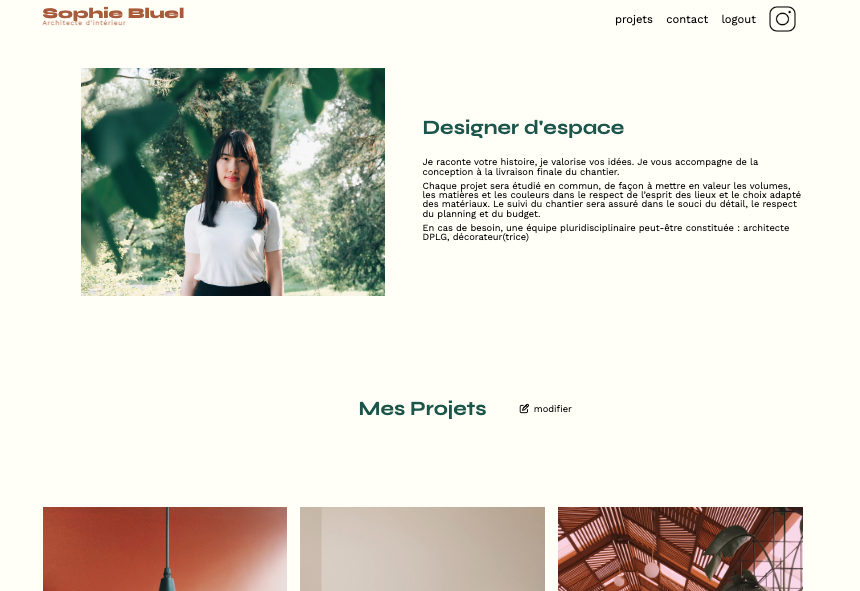 Sophie Bluel
Architecte d'intérieur
projets contact logout
Designer d'espace
Je raconte votre histoire, je valorise vos idées. Je vous accompagne de la
conception à la livraison finale du chantier.
Chaque projet sera étudié en commun, de façon à mettre en valeur les volumes,
les matières et les couleurs dans le respect de l'esprit des lieux et le choix adapté
des matériaux. Le suivi du chantier sera assuré dans le souci du détail, le respect
du planning et du budget.
En cas de besoin, une équipe pluridisciplinaire peut-être constituée : architecte
DPLG, décorateur(trice)
Mes Projets
modifier